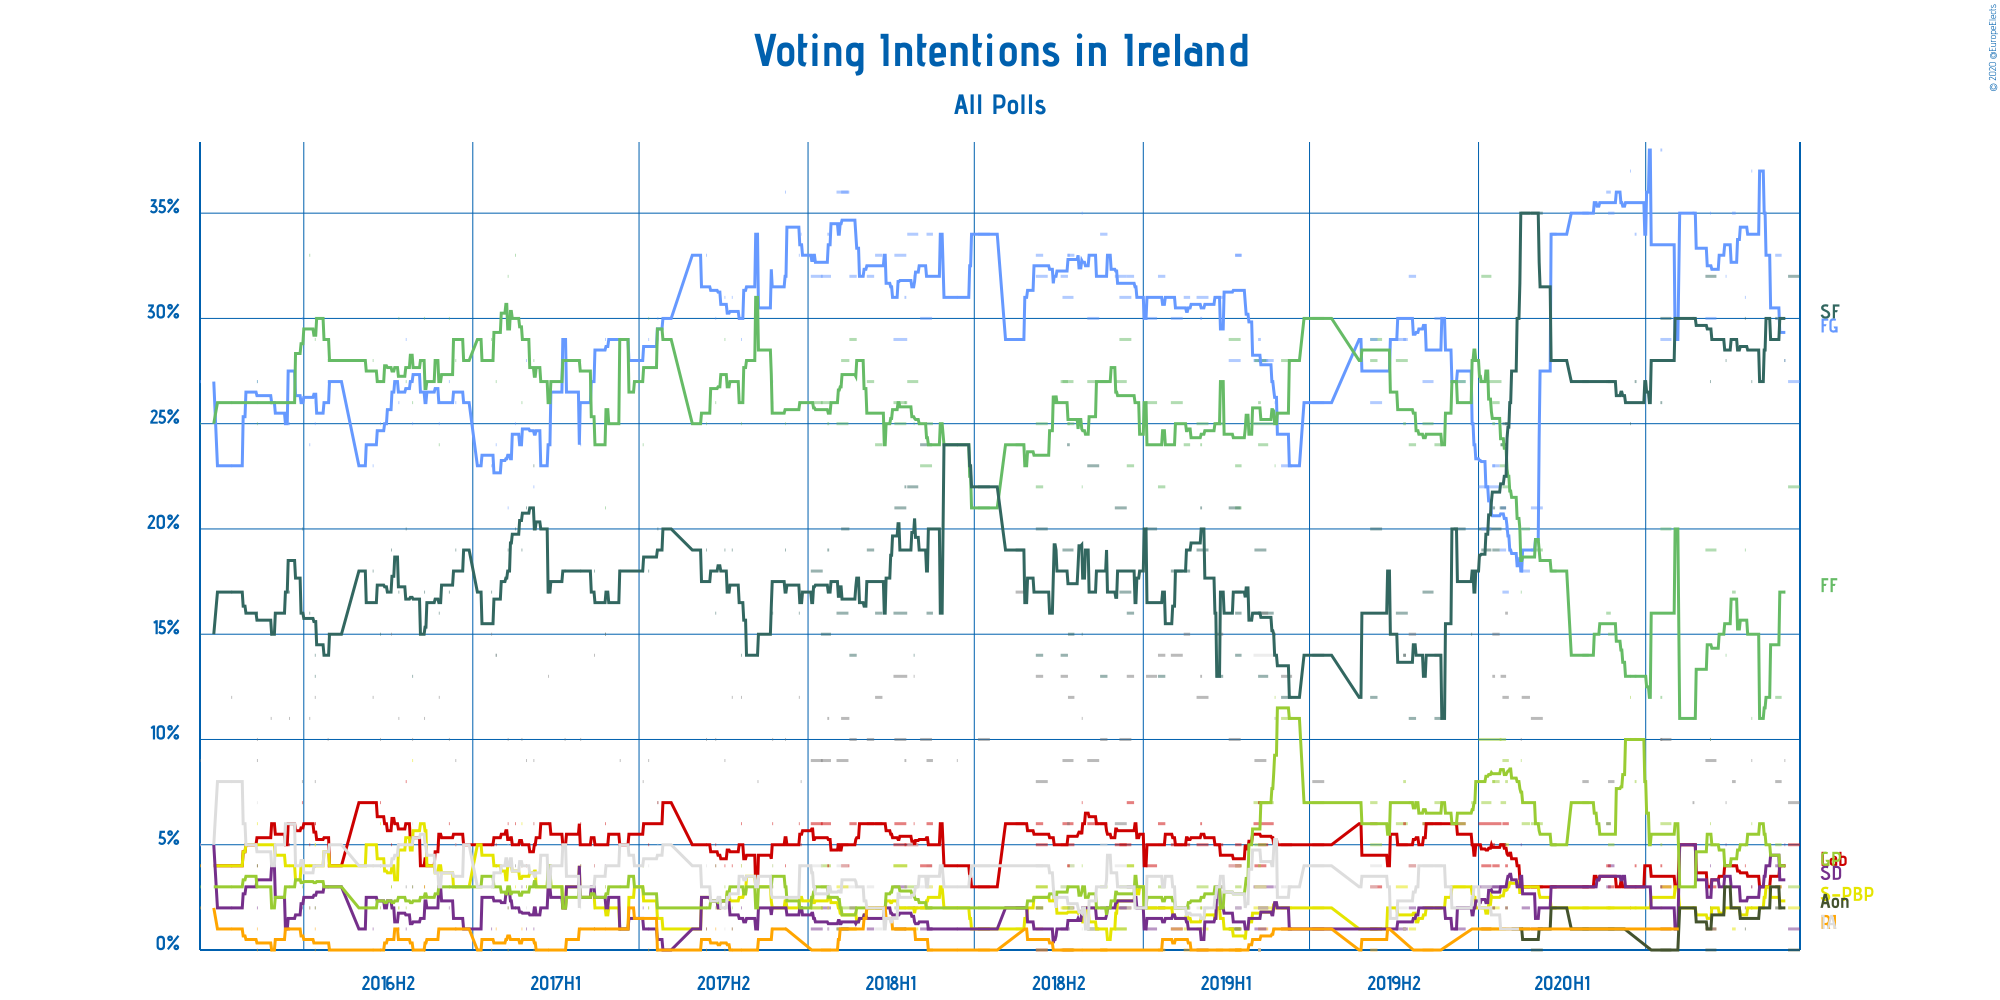 Voting Intentions in Ireland
All Polls
© 2020 @EuropeElects
35%
30%
25%
20%
15%
10%
5%
0%
SF
FG
FF
Lab
SD
S-PBP
Aon
2016H2
2017H1
2017H2
2018H1
2018H2
2019H1
2019H2
2020H1